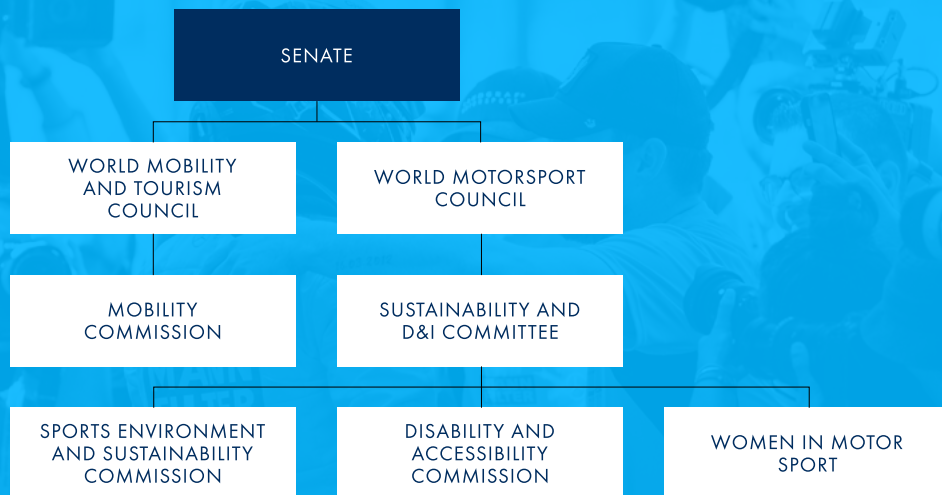 SENATE
WORLD MOBILITY
AND TOURISM
COUNCIL
WORLD MOTORSPORT
COUNCIL
MOBILITY
COMMISSION
SUSTAINABILITY AND
D&I COMMITTEE
SPORTS ENVIRONMENT
AND SUSTAINABILITY
COMMISSION
DISABILITY AND
ACCESSIBILITY
COMMISSION
WOMEN IN MOTOR
SPORT